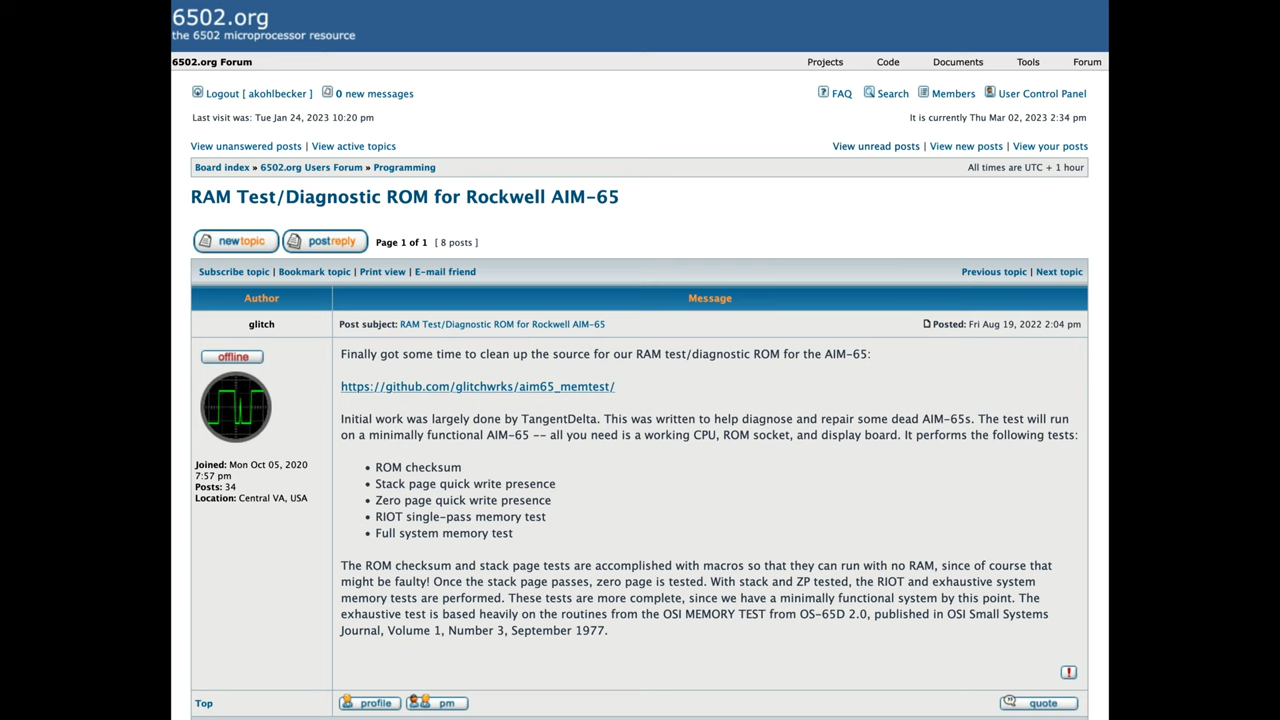 6502.org
the 6502 microprocessor resource
6502.org Forum Projects Code Documents Tools Forum
Logout [ akohlbecker ] 0 new messages FAQ Search Members User Control Panel
Last visit was: Tue Jan 24, 2023 10:20 pm It is currently Thu Mar 02, 2023 2:34 pm
View unanswered posts | View active topics View unread posts | View new posts | View your posts
Board index » 6502.org Users Forum » Programming All times are UTC + 1 hour
RAM Test/Diagnostic ROM for Rockwell AIM-65
newtopic postreply Page 1 of 1 [ 8 posts ]
Subscribe topic | Bookmark topic | Print view | E-mail friend Previous topic | Next topic
Author Message
glitch Post subject: RAM Test/Diagnostic ROM for Rockwell AIM-65 Posted: Fri Aug 19, 2022 2:04 pm
offline
Joined: Mon Oct 05, 2020
7:57 pm
Posts: 34
Location: Central VA, USA
Finally got some time to clean up the source for our RAM test/diagnostic ROM for the AIM-65:
https://github.com/glitchwrks/aim65_memtest/
Initial work was largely done by TangentDelta. This was written to help diagnose and repair some dead AIM-65s. The test will run
on a minimally functional AIM-65 -- all you need is a working CPU, ROM socket, and display board. It performs the following tests:
• ROM checksum
• Stack page quick write presence
• Zero page quick write presence
• RIOT single-pass memory test
• Full system memory test
The ROM checksum and stack page tests are accomplished with macros so that they can run with no RAM, since of course that
might be faulty! Once the stack page passes, zero page is tested. With stack and ZP tested, the RIOT and exhaustive system
memory tests are performed. These tests are more complete, since we have a minimally functional system by this point. The
exhaustive test is based heavily on the routines from the OSI MEMORY TEST from OS-65D 2.0, published in OSI Small Systems
Journal, Volume 1, Number 3, September 1977.
Top profile pm quote